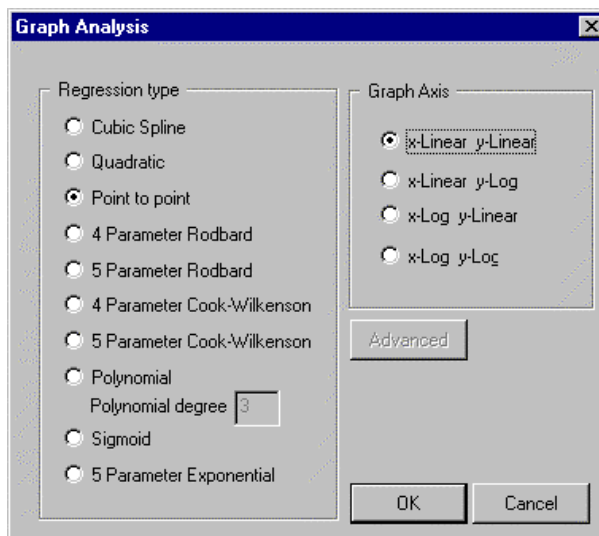 Graph Analysis
Regression type
Cubic Spline
Quadratic
Point to point
4 Parameter Rodbard
5 Parameter Rodbard
4 Parameter Cook-Wilkenson
5 Parameter Cook-Wilkenson
Polynomial
Polynomial degree 3
Sigmoid
5 Parameter Exponential
Graph Axis
x-Linear y-Linear
x-Linear y-Log
x-Log y-Linear
x-Log y-Log
Advanced
OK
Cancel